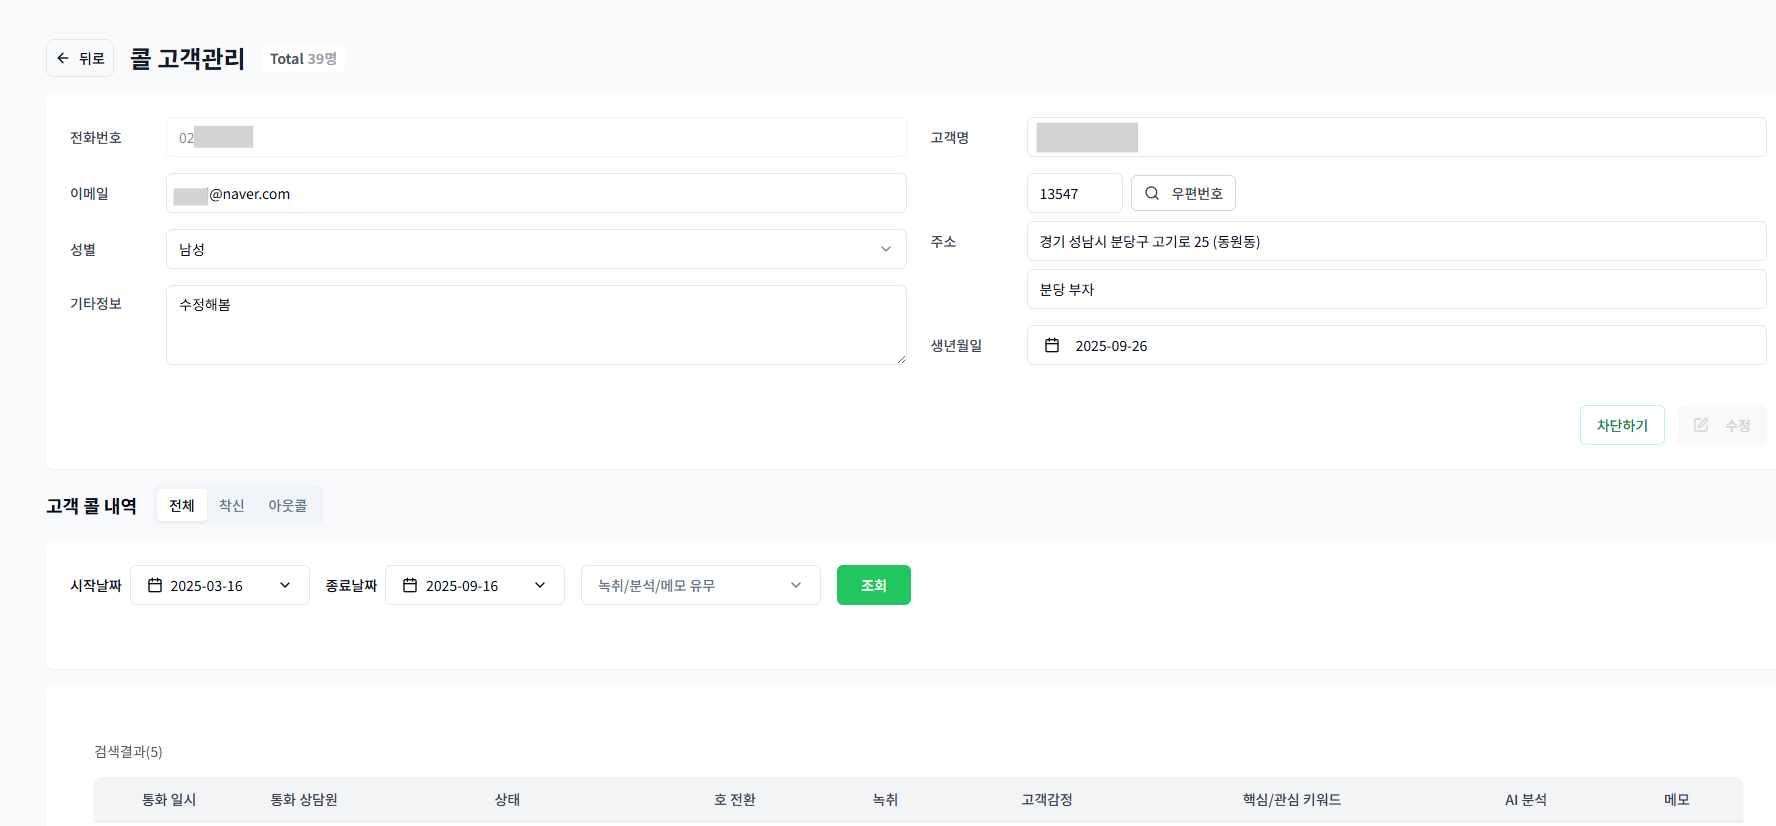 뒤로 콜 고객관리 Total 39명
전화번호 02
고객명
이메일 @naver.com
13547 우편번호
성별 남성
주소 경기 성남시 분당구 고기로 25 (동원동)
분당 부자
기타정보 수정해봄
생년월일 2025-09-26
차단하기 수정
고객 콜 내역 전체 착신 아웃콜
시작날짜 2025-03-16 종료날짜 2025-09-16 녹취/분석/메모 유무 조회
검색결과(5)
통화 일시 통화 상담원 상태 호 전환 녹취 고객감정 핵심/관심 키워드 AI 분석 메모